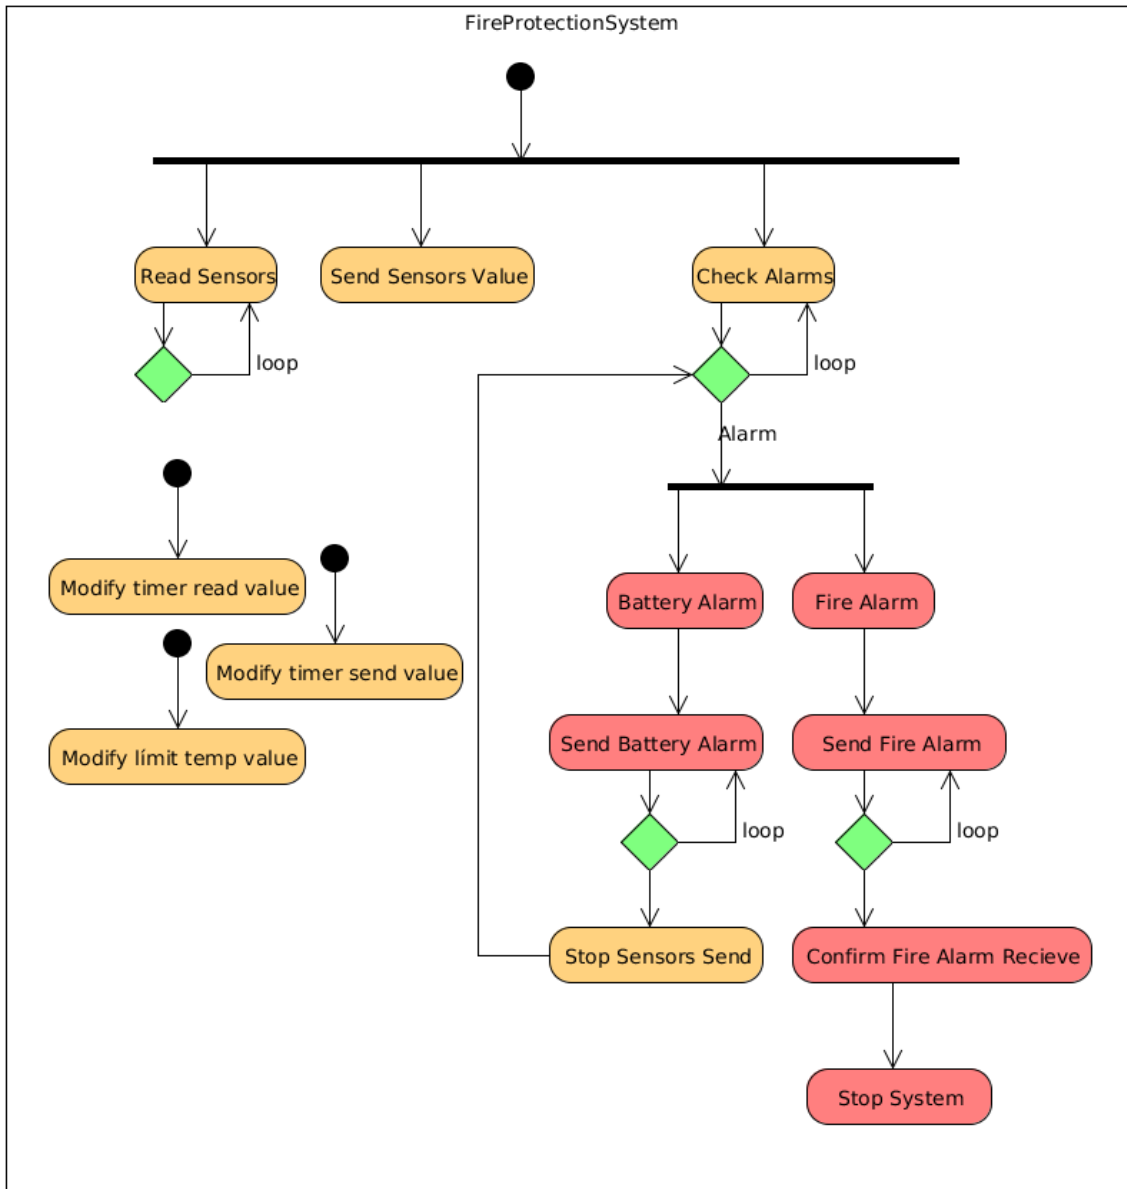 FireProtectionSystem
Read Sensors
Send Sensors Value
Check Alarms
loop
loop
Alarm
Modify timer read value
Battery Alarm
Fire Alarm
Modify timer send value
Modify límit temp value
Send Battery Alarm
Send Fire Alarm
loop
loop
Stop Sensors Send
Confirm Fire Alarm Recieve
Stop System